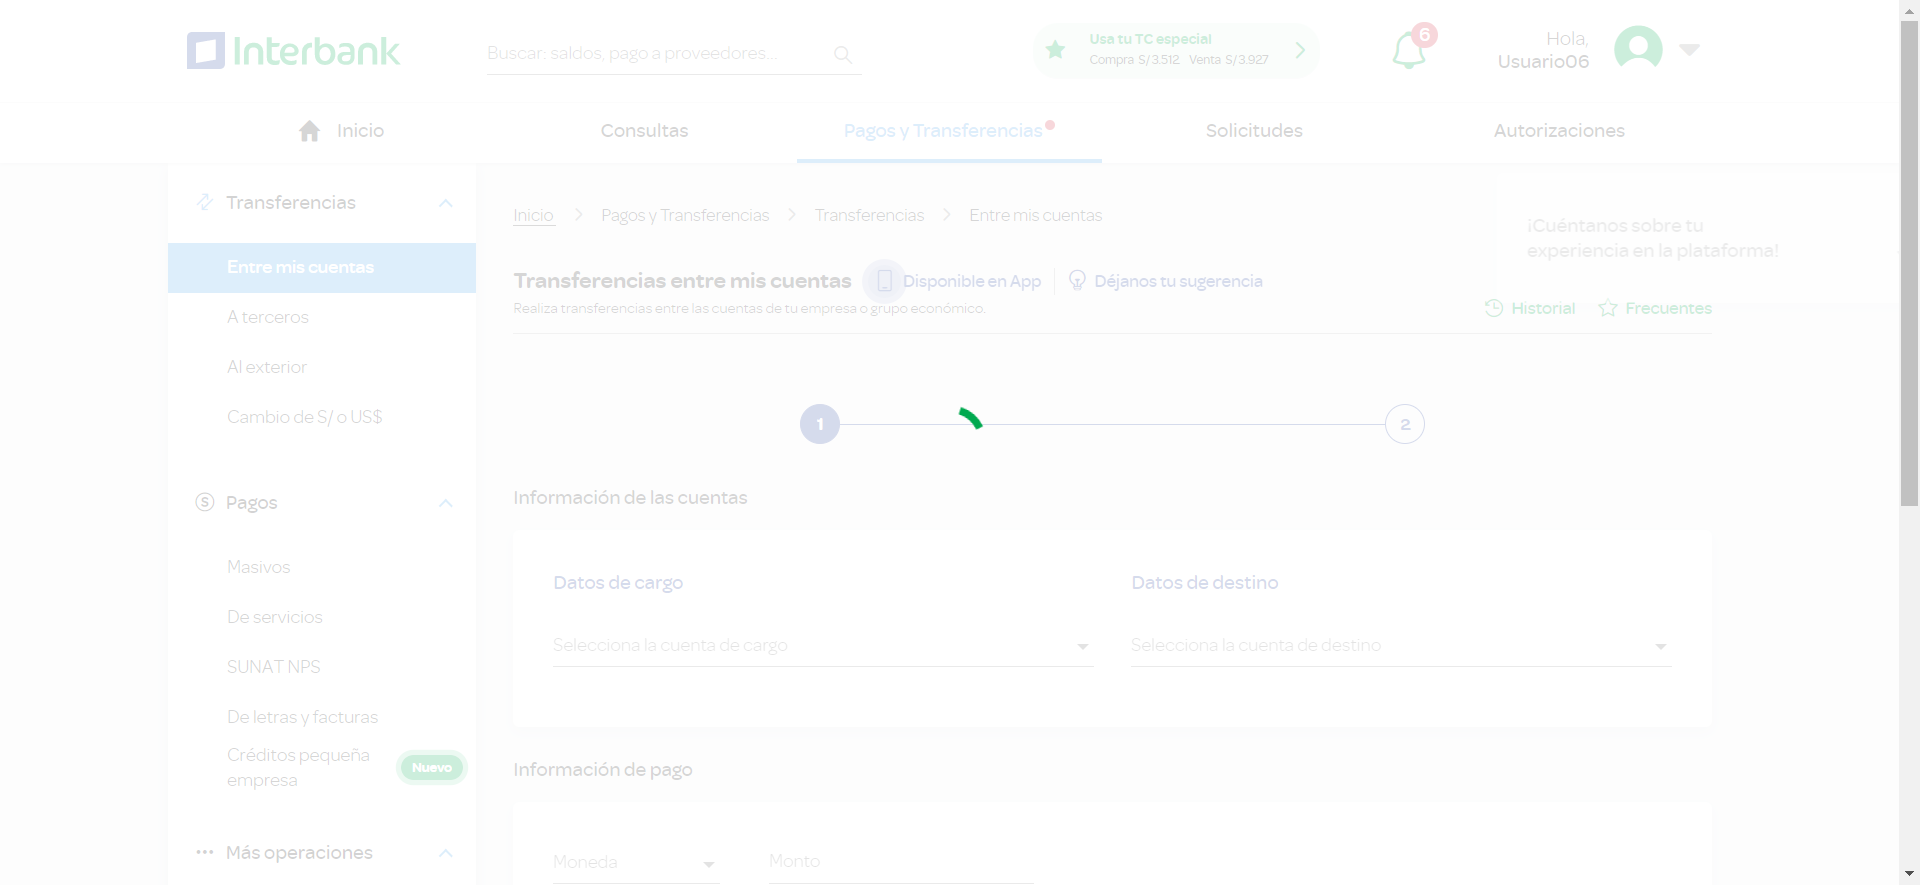 Interbank
Buscar: saldos, pago a proveedores...
Usa tu TC especial
Compra S/3.512 Venta S/3.927
6
Hola,
Usuario06
Inicio
Consultas
Pagos y Transferencias
Solicitudes
Autorizaciones
Transferencias
Entre mis cuentas
A terceros
Al exterior
Cambio de S/ o US$
Pagos
Masivos
De servicios
SUNAT NPS
De letras y facturas
Créditos pequeña
empresa
Nuevo
Más operaciones
Inicio
Pagos y Transferencias
Transferencias
Entre mis cuentas
¡Cuéntanos sobre tu
experiencia en la plataforma!
Transferencias entre mis cuentas
Disponible en App
Déjanos tu sugerencia
Realiza transferencias entre las cuentas de tu empresa o grupo económico.
Historial
Frecuentes
1
2
Información de las cuentas
Datos de cargo
Datos de destino
Selecciona la cuenta de cargo
Selecciona la cuenta de destino
Información de pago
Moneda
Monto